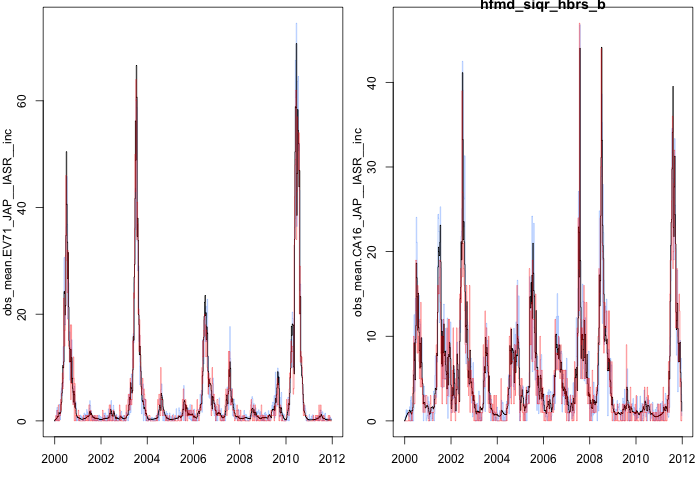 hfmd_siqr_hbrs_b
obs_mean.EV71_JAP__IASR__inc
0
20
40
60
2000 2002 2004 2006 2008 2010 2012
obs_mean.CA16_JAP__IASR__inc
0
10
20
30
40
2000 2002 2004 2006 2008 2010 2012